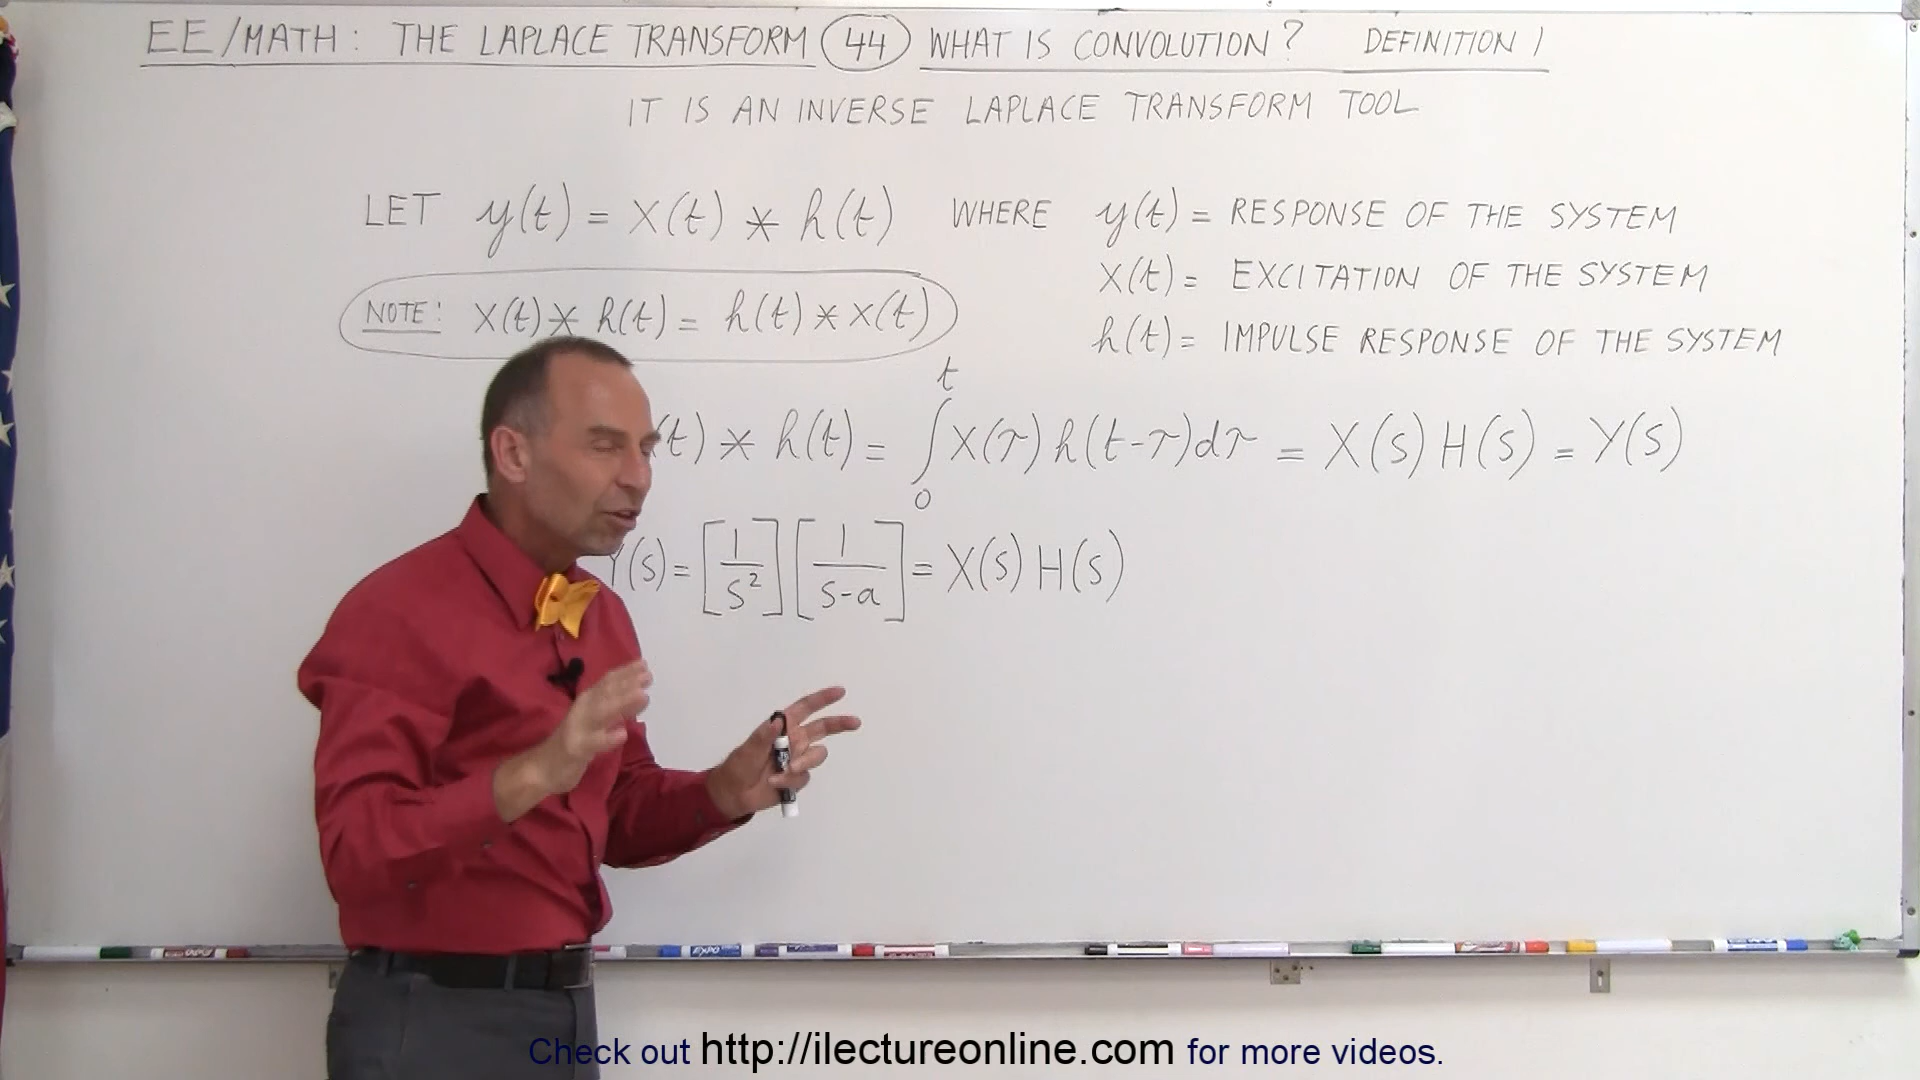 EE/MATH: THE LAPLACE TRANSFORM 44 WHAT IS CONVOLUTION? DEFINITION 1
IT IS AN INVERSE LAPLACE TRANSFORM TOOL
LET y(t) = x(t) * h(t) WHERE y(t) = RESPONSE OF THE SYSTEM
x(t) = EXCITATION OF THE SYSTEM
NOTE: x(t) * h(t) = h(t) * x(t)
h(t) = IMPULSE RESPONSE OF THE SYSTEM
(t) * h(t) = ∫₀ᵗ x(τ) h(t-τ)dτ = X(s) H(s) = Y(s)
Y(s) = [1/s²] [1/(s-a)] = X(s) H(s)
EXPO
Check out http://ilectureonline.com for more videos.